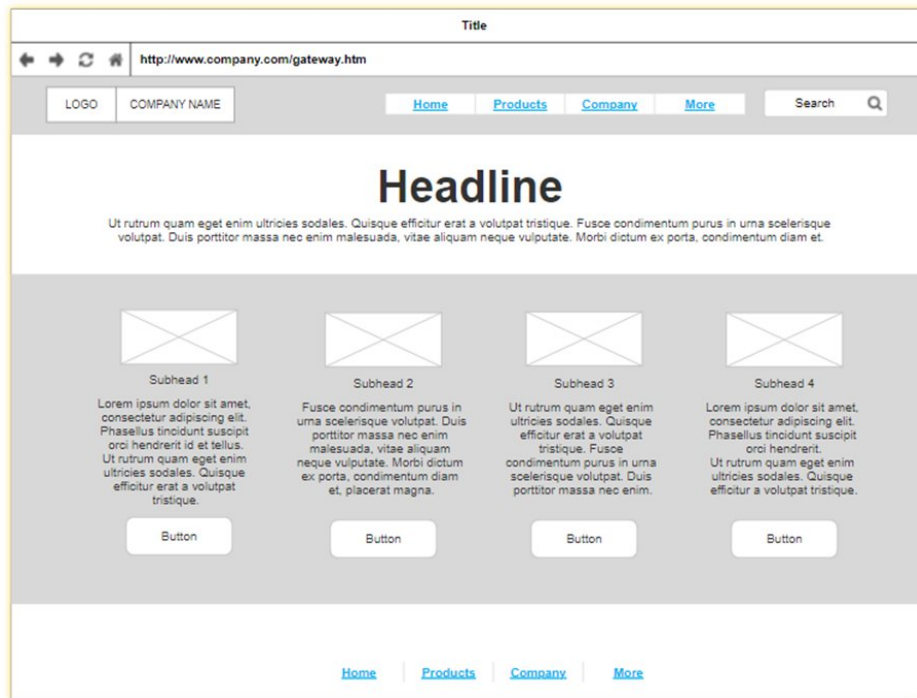 Title
http://www.company.com/gateway.htm
LOGO
COMPANY NAME
Home
Products
Company
More
Search
Headline
Ut rutrum quam eget enim ultricies sodales. Quisque efficitur erat a volutpat tristique. Fusce condimentum purus in urna scelerisque
volutpat. Duis porttitor massa nec enim malesuada, vitae aliquam neque vulputate. Morbi dictum ex porta, condimentum diam et.
Subhead 1
Lorem ipsum dolor sit amet,
consectetur adipiscing elit.
Phasellus tincidunt suscipit
orci hendrerit id et tellus.
Ut rutrum quam eget enim
ultricies sodales. Quisque
efficitur erat a volutpat
tristique.
Button
Subhead 2
Fusce condimentum purus in
urna scelerisque volutpat. Duis
porttitor massa nec enim
malesuada, vitae aliquam
neque vulputate. Morbi dictum
ex porta, condimentum diam
et, placerat magna.
Button
Subhead 3
Ut rutrum quam eget enim
ultricies sodales. Quisque
efficitur erat a volutpat
tristique. Fusce
condimentum purus in urna
scelerisque volutpat. Duis
porttitor massa nec enim.
Button
Subhead 4
Lorem ipsum dolor sit amet,
consectetur adipiscing elit.
Phasellus tincidunt suscipit
orci hendrerit.
Ut rutrum quam eget enim
ultricies sodales. Quisque
efficitur a volutpat tristique.
Button
Home
Products
Company
More